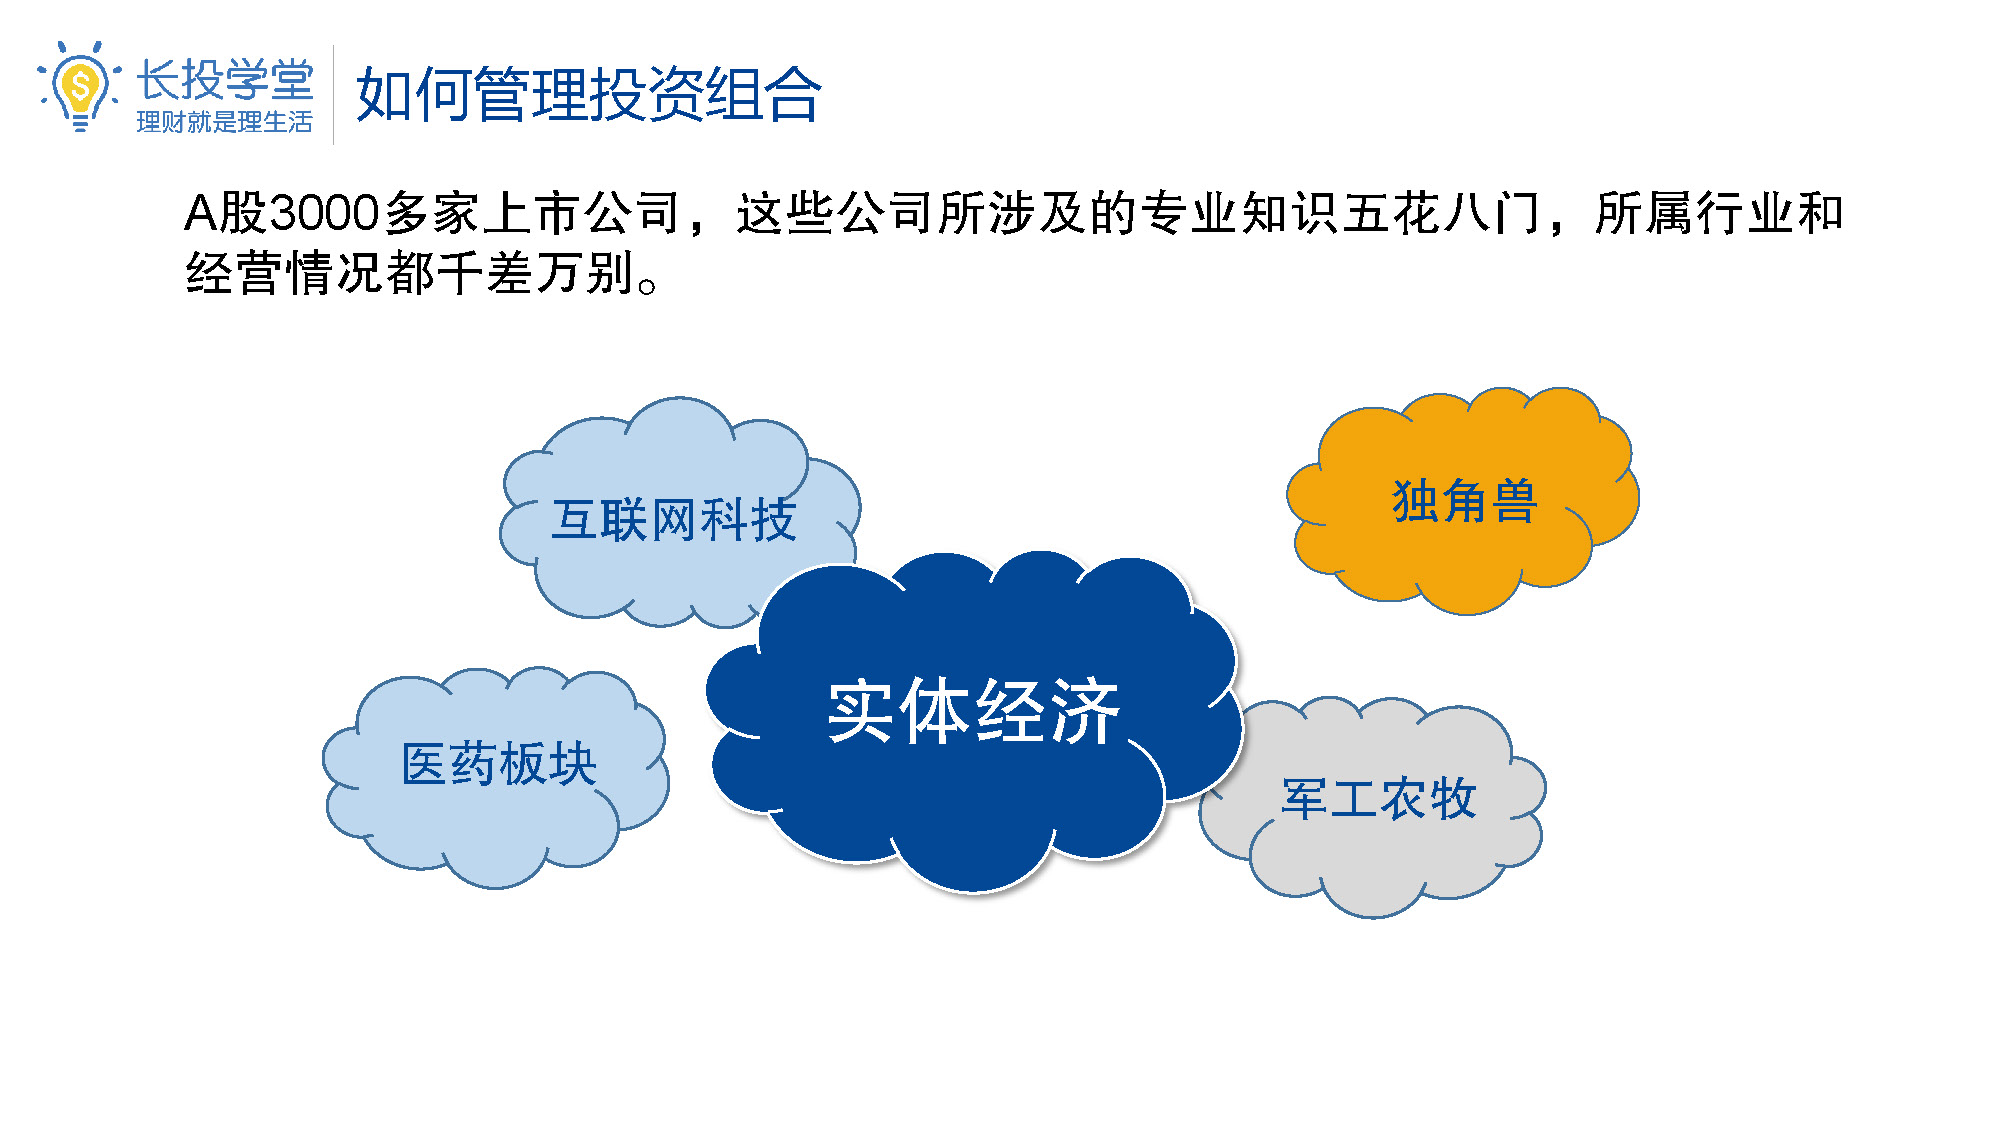 长投学堂
理财就是理生活
如何管理投资组合
A股3000多家上市公司，这些公司所涉及的专业知识五花八门，所属行业和
经营情况都千差万别。
互联网科技
独角兽
实体经济
医药板块
军工农牧